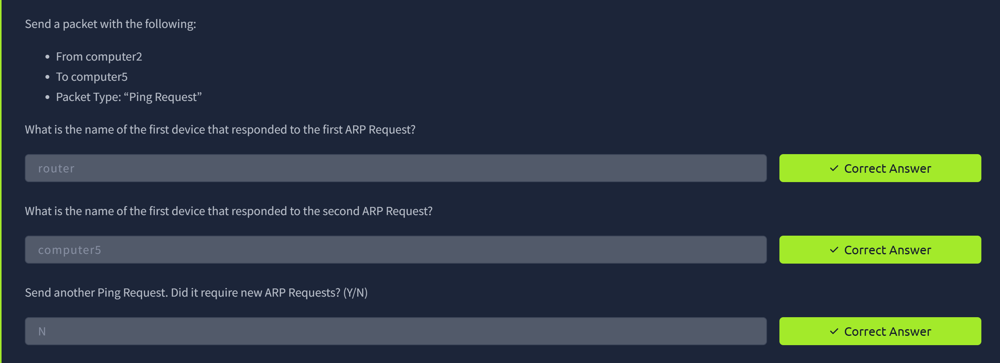 Send a packet with the following:
• From computer2
• To computer5
• Packet Type: “Ping Request”
What is the name of the first device that responded to the first ARP Request?
router
✓ Correct Answer
What is the name of the first device that responded to the second ARP Request?
computer5
✓ Correct Answer
Send another Ping Request. Did it require new ARP Requests? (Y/N)
N
✓ Correct Answer